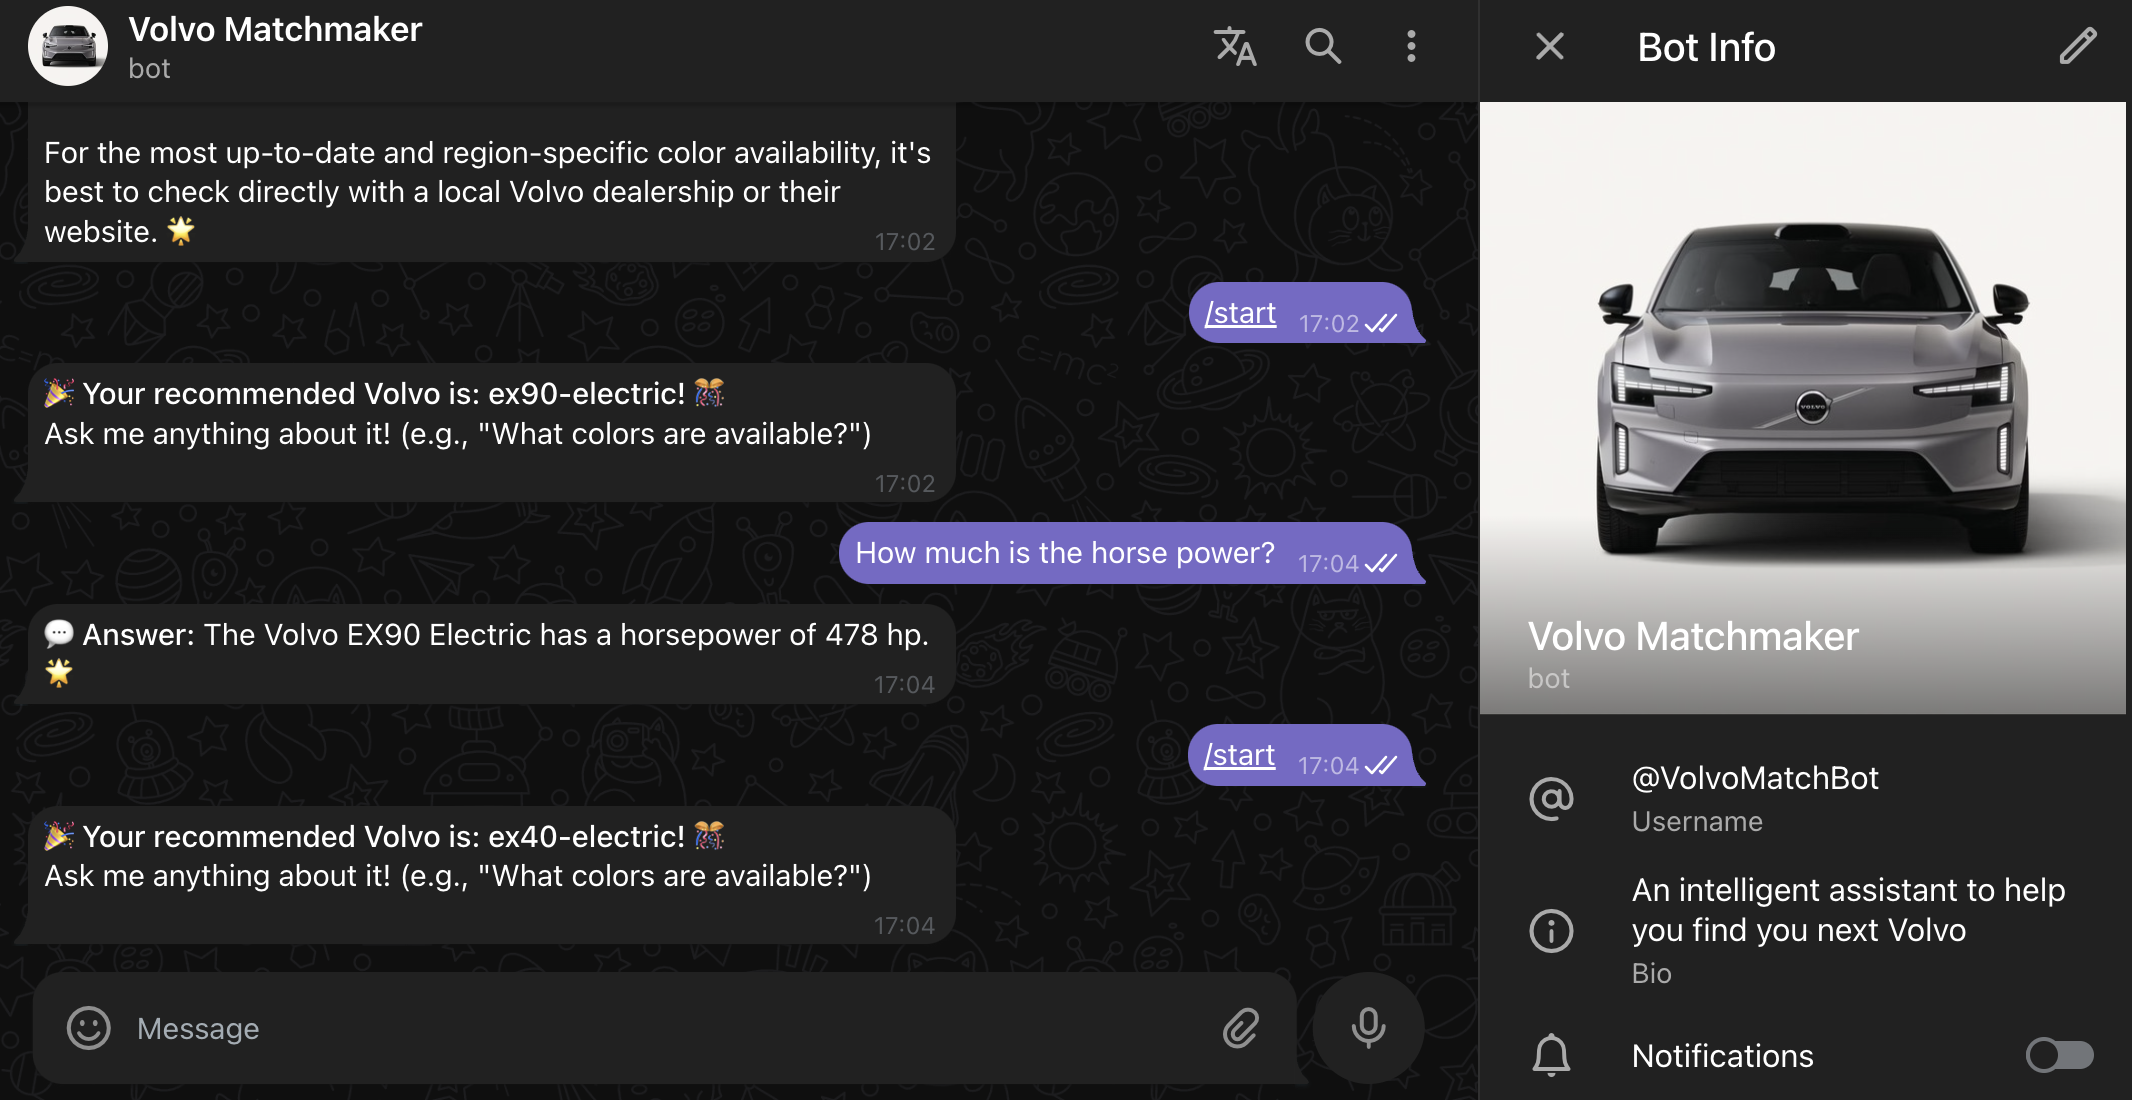 Volvo Matchmaker
bot
For the most up-to-date and region-specific color availability, it's
best to check directly with a local Volvo dealership or their
website. 🌟
17:02
/start 17:02
🎉 Your recommended Volvo is: ex90-electric! 🎊
Ask me anything about it! (e.g., "What colors are available?")
17:02
How much is the horse power? 17:04
💬 Answer: The Volvo EX90 Electric has a horsepower of 478 hp.
🌟
17:04
/start 17:04
🎉 Your recommended Volvo is: ex40-electric! 🎊
Ask me anything about it! (e.g., "What colors are available?")
17:04
Message
Bot Info
VOLVO
Volvo Matchmaker
bot
@VolvoMatchBot
Username
An intelligent assistant to help
you find you next Volvo
Bio
Notifications